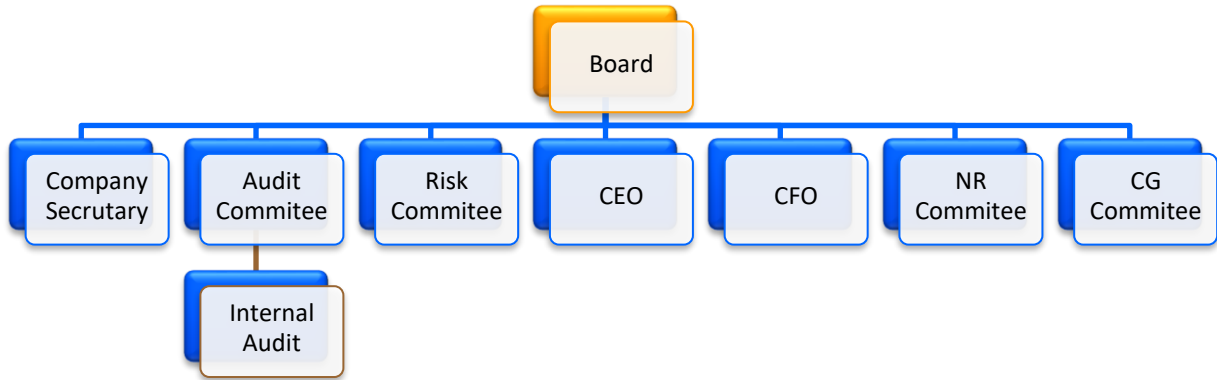 Board
Company
Secrutary
Audit
Commitee
Risk
Commitee
CEO
CFO
NR
Commitee
CG
Commitee
Internal
Audit